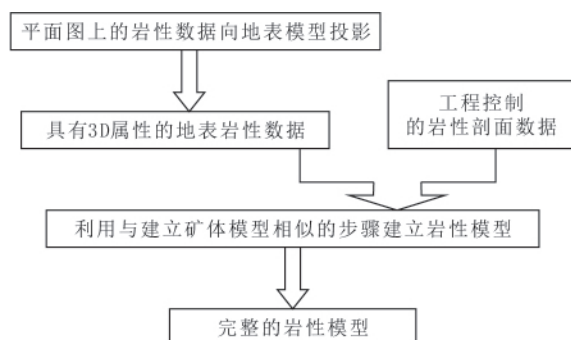 平面图上的岩性数据向地表模型投影
具有3D属性的地表岩性数据
工程控制
的岩性剖面数据
利用与建立矿体模型相似的步骤建立岩性模型
完整的岩性模型